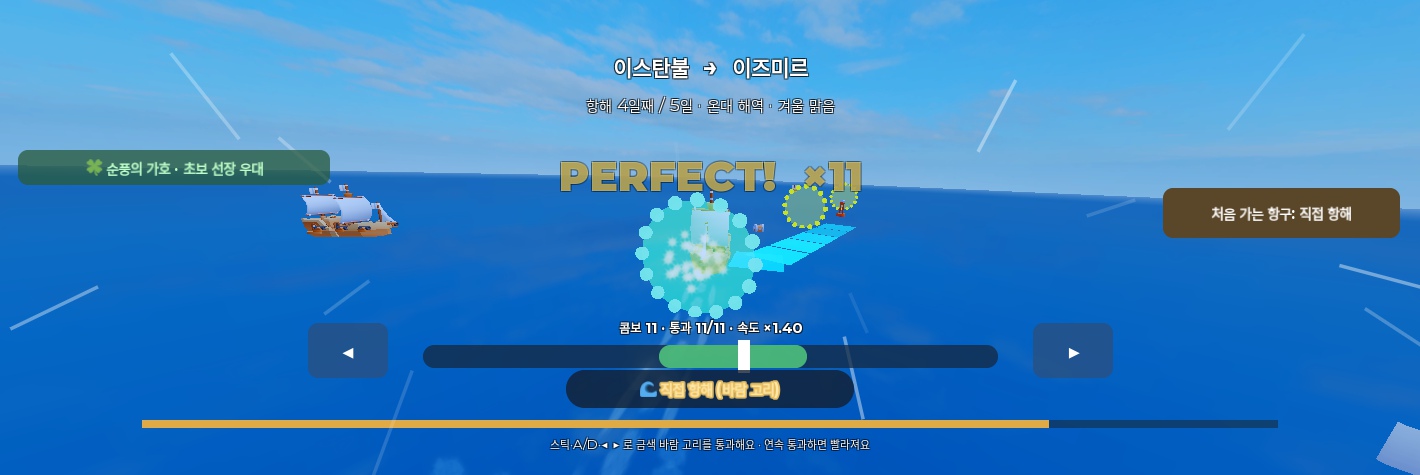 이스탄불 → 이즈미르
항해 4일째 / 5일 · 온대 해역 · 겨울 맑음
🍀 순풍의 가호 · 초보 선장 우대
PERFECT! ×11
처음 가는 항구: 직접 항해
콤보 11 · 통과 11/11 · 속도 ×1.40
◄ ►
🌊 직접 항해 (바람 고리)
스틱·A/D·◄ ► 로 금색 바람 고리를 통과해요 · 연속 통과하면 빨라져요